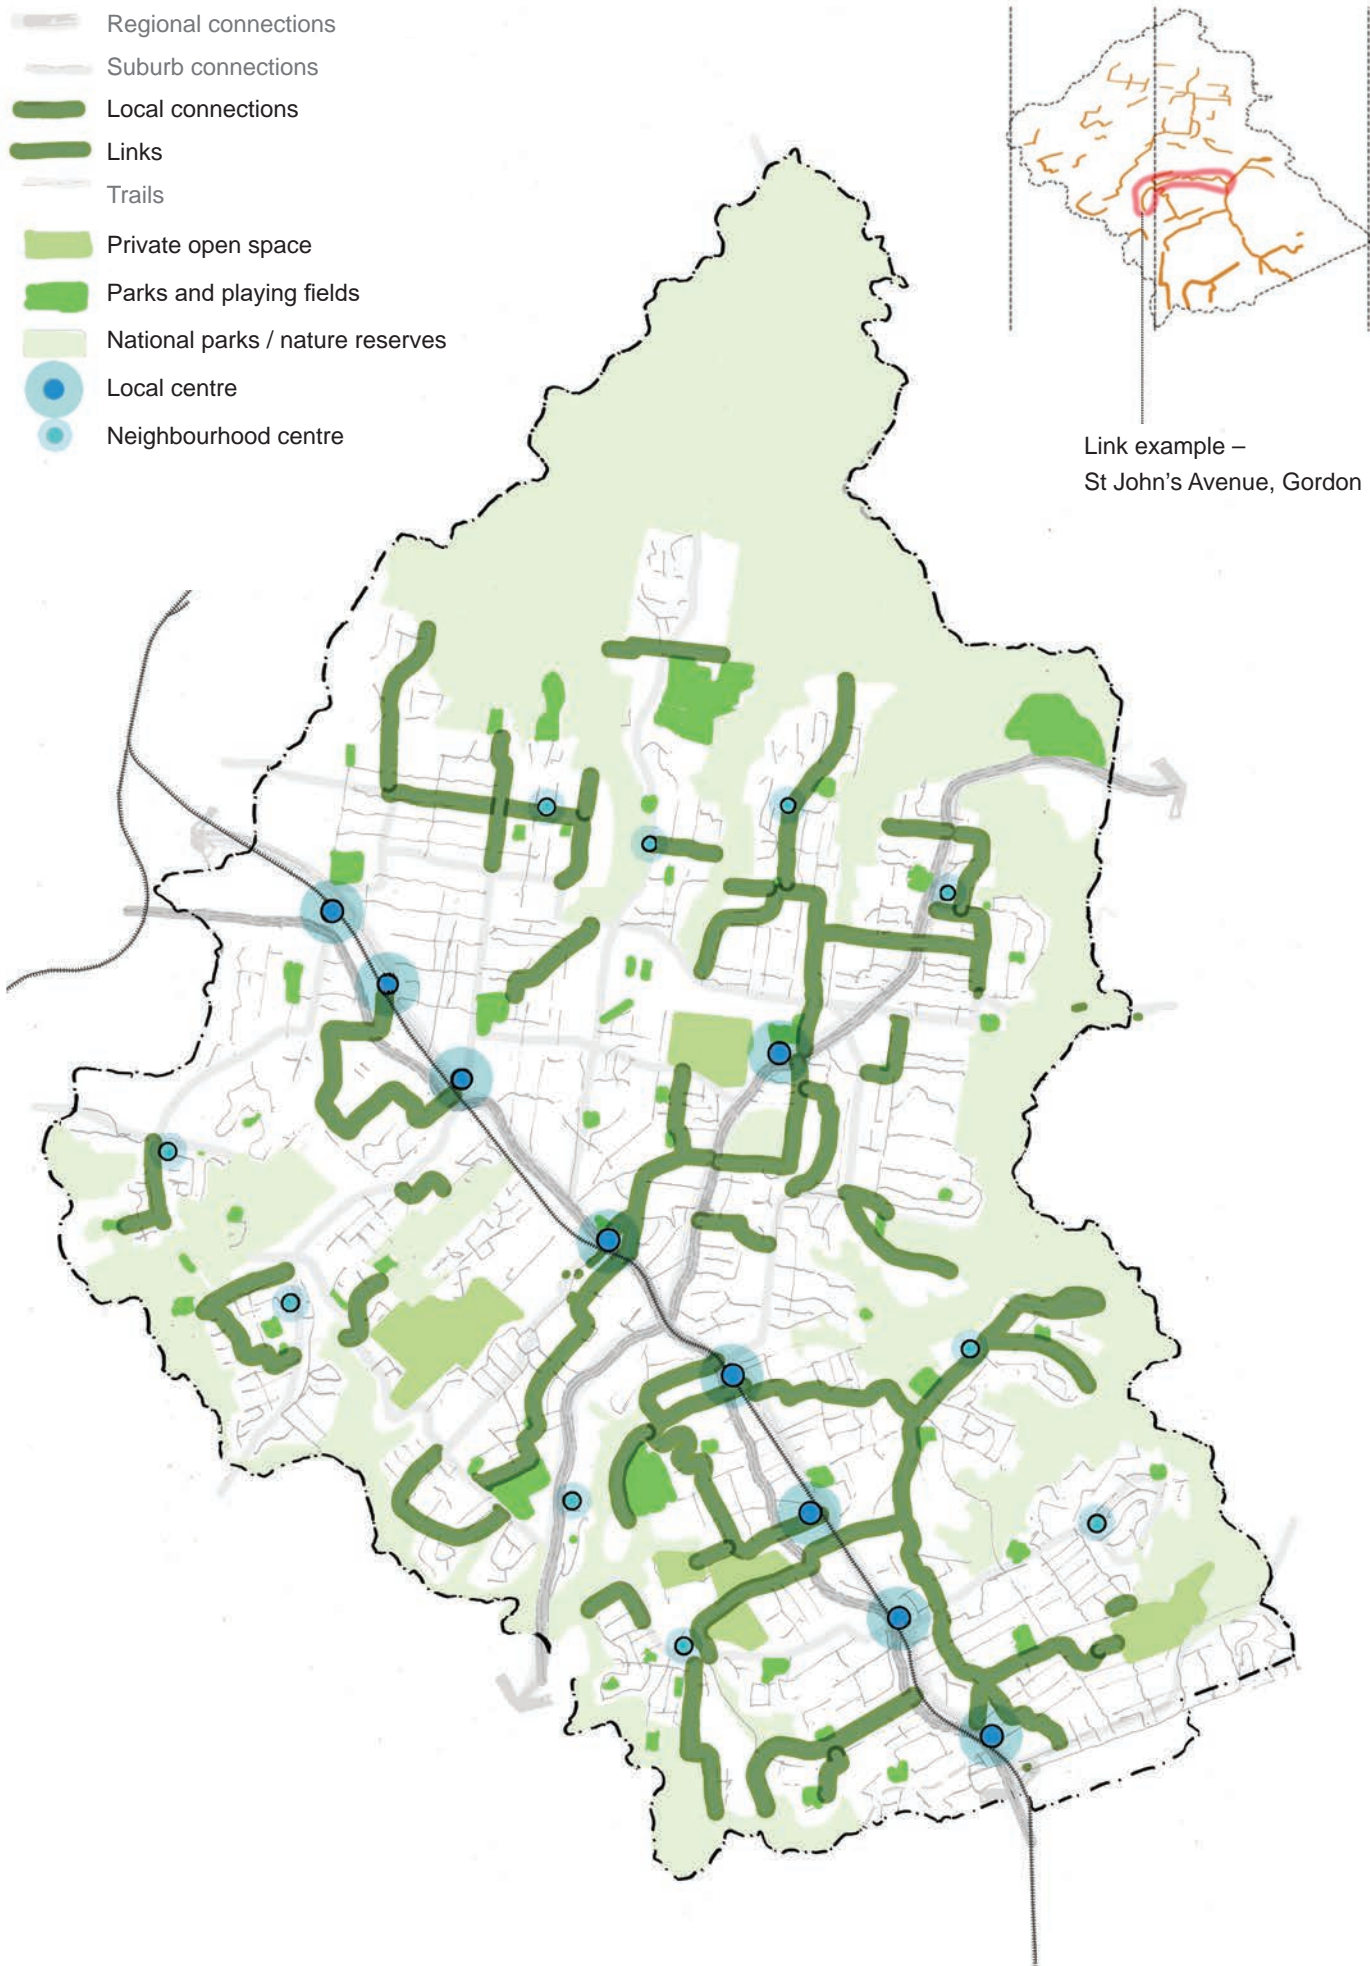 Regional connections
Suburb connections
Local connections
Links
Trails
Private open space
Parks and playing fields
National parks / nature reserves
Local centre
Neighbourhood centre
Link example –
St John's Avenue, Gordon